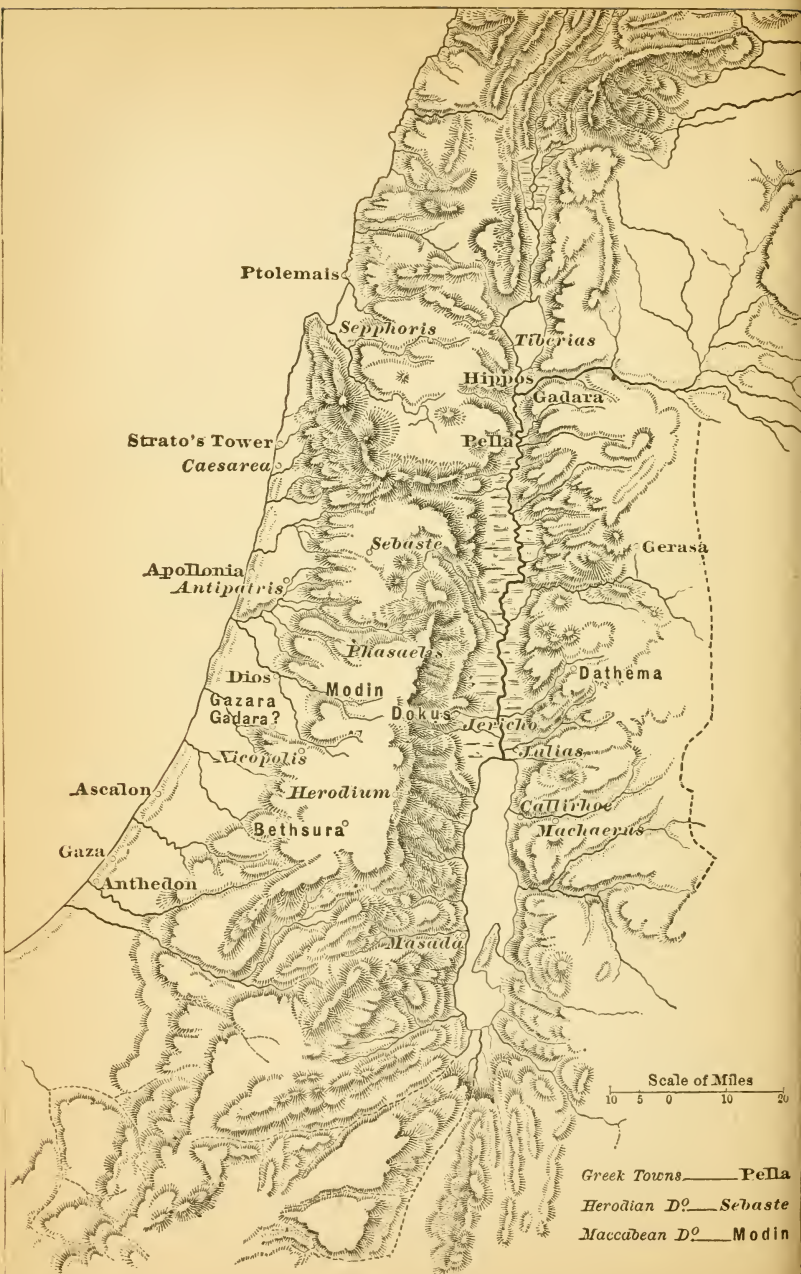 Ptolemais
Sepphoris
Tiberias
Hippos
Gadara
Strato's Tower
Pella
Caesarea
Sebaste
Gerasa
Apollonia
Antipatris
Phasaelis
Dios
Modin
Dathema
Gazara
Gadara?
Dokus
Jericho
Nicopolis
Julias
Ascalon
Herodium
Callirhoe
Bethsura
Machaerus
Gaza
Anthedon
Masada
Scale of Miles
10 5 0 10 20
Greek Towns Pella
Herodian Dº Sebaste
Maccabean Dº Modin